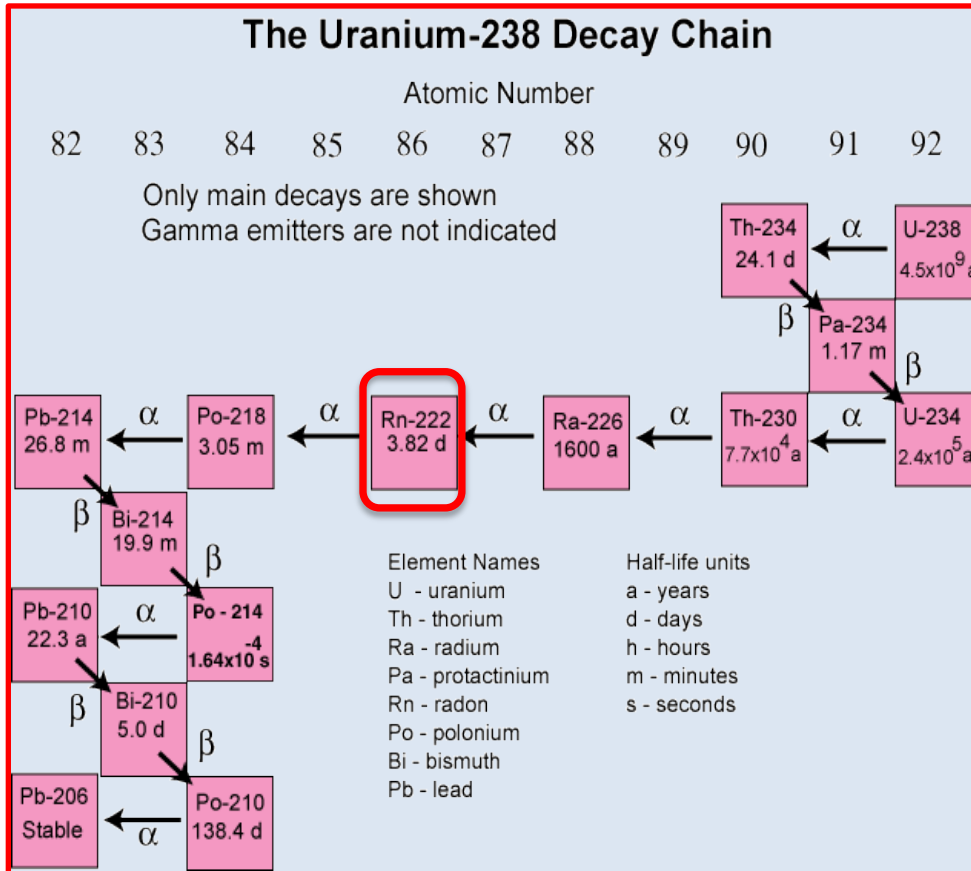 The Uranium-238 Decay Chain
Atomic Number
82 83 84 85 86 87 88 89 90 91 92
Only main decays are shown
Gamma emitters are not indicated
Th-234
24.1 d
α
U-238
4.5x10⁹ a
β
Pa-234
1.17 m
β
Pb-214
26.8 m
α
Po-218
3.05 m
α
Rn-222
3.82 d
α
Ra-226
1600 a
α
Th-230
7.7x10⁴ a
α
U-234
2.4x10⁵ a
β
Bi-214
19.9 m
β
Pb-210
22.3 a
α
Po - 214
1.64x10⁻⁴ s
β
Bi-210
5.0 d
β
Pb-206
Stable
α
Po-210
138.4 d
Element Names
U - uranium
Th - thorium
Ra - radium
Pa - protactinium
Rn - radon
Po - polonium
Bi - bismuth
Pb - lead
Half-life units
a - years
d - days
h - hours
m - minutes
s - seconds